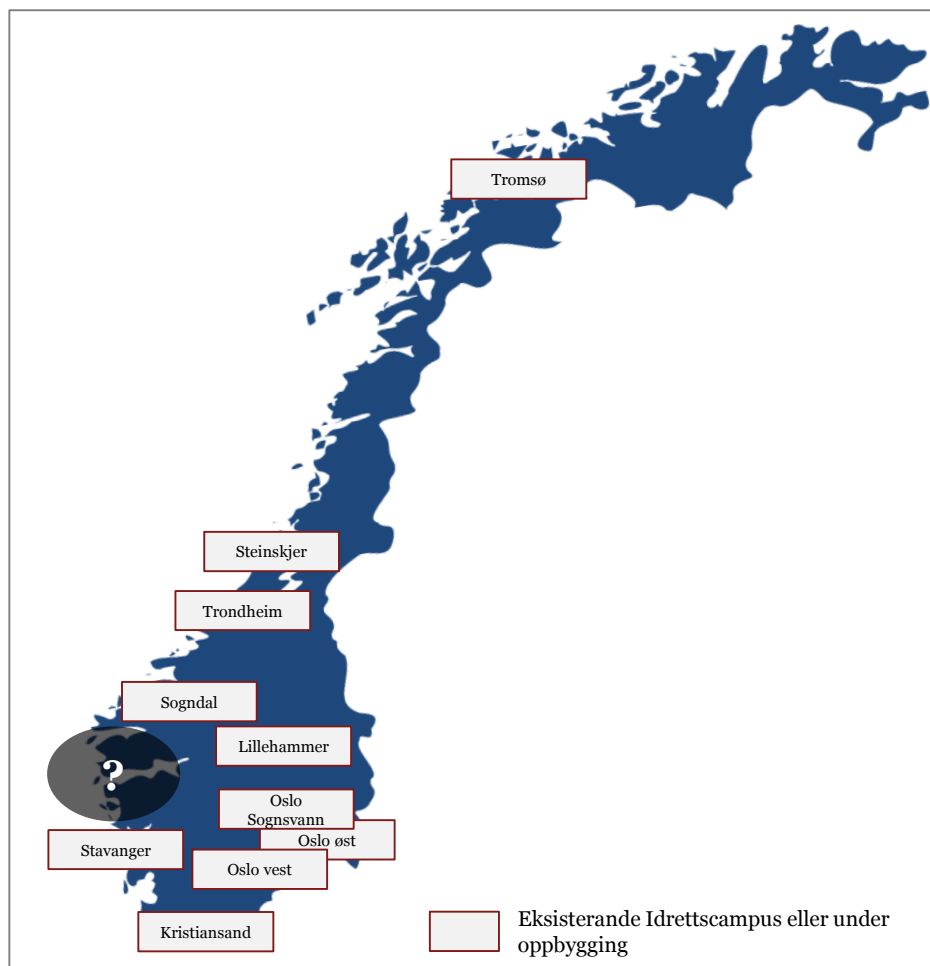 Tromsø
Steinskjer
Trondheim
Sogndal
Lillehammer
?
Oslo
Sognsvann
Oslo øst
Stavanger
Oslo vest
Kristiansand
Eksisterande Idrettscampus eller under
oppbygging